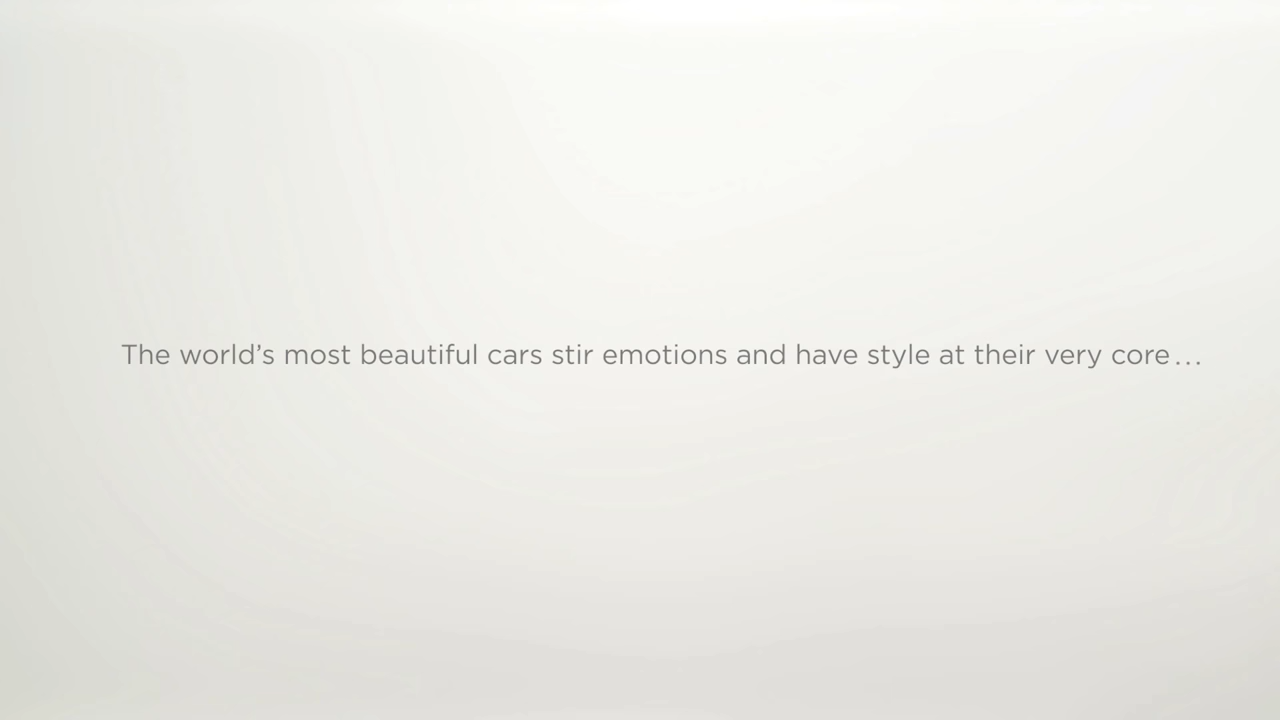 The world’s most beautiful cars stir emotions and have style at their very core…